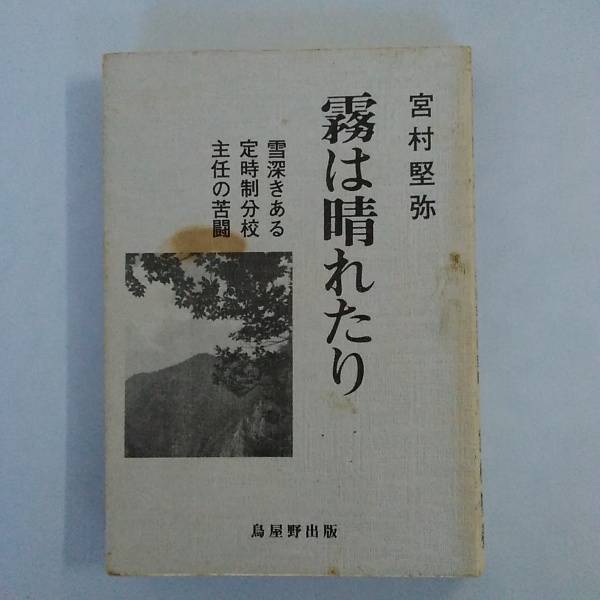 宮村堅弥
霧は晴れたり
雪深きある
定時制分校
主任の苦闘
鳥屋野出版